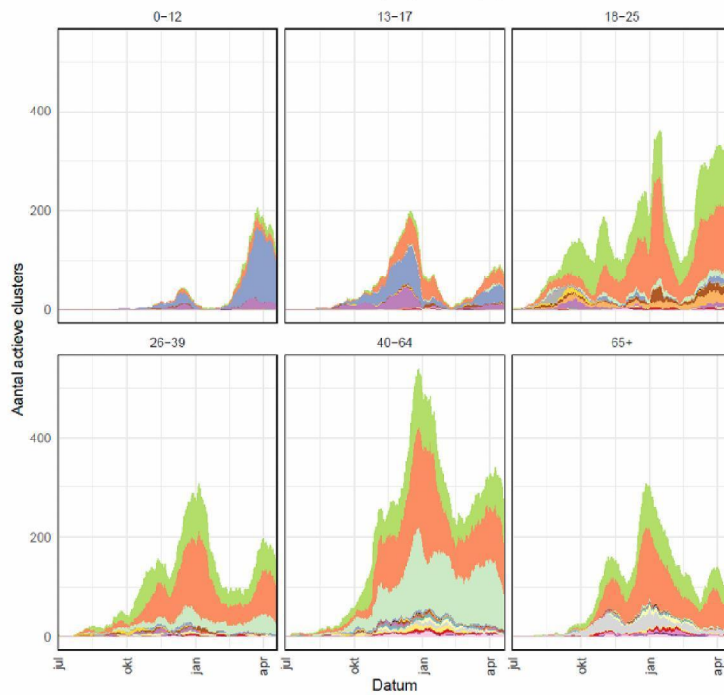 0-12 13-17 18-25
400
200
0
26-39 40-64 65+
400
200
0
Aantal actieve clusters
jul okt jan apr jul okt jan apr jul okt jan apr
Datum